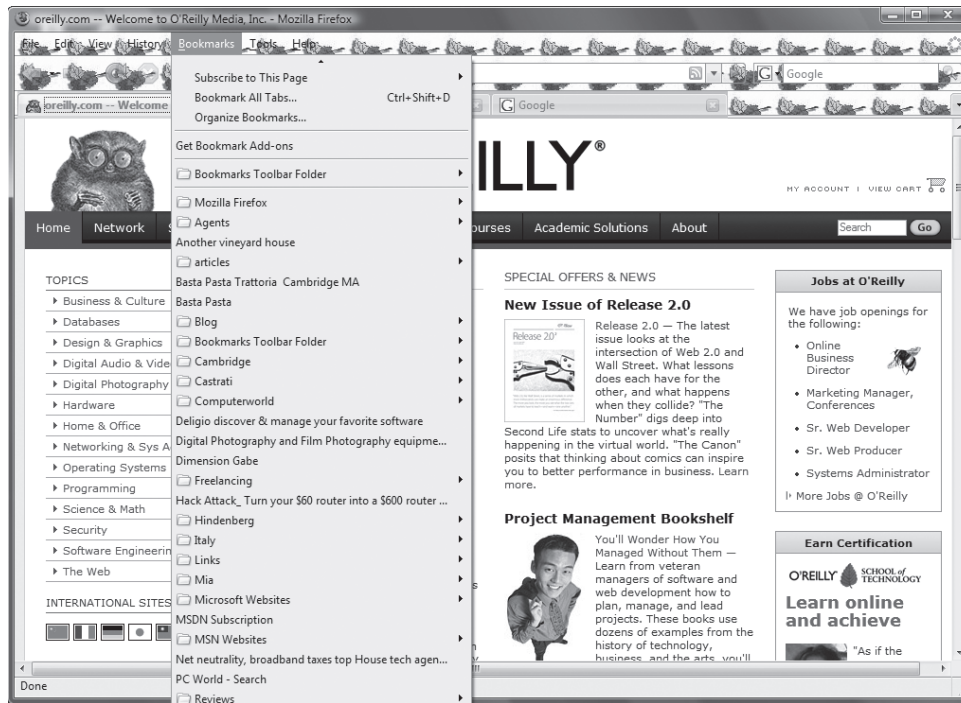 oreilly.com -- Welcome to O'Reilly Media, Inc. - Mozilla Firefox
File Edit View History Bookmarks Tools Help
Google
oreilly.com -- Welcome
Google
Subscribe to This Page
Bookmark All Tabs... Ctrl+Shift+D
Organize Bookmarks...
Get Bookmark Add-ons
Bookmarks Toolbar Folder
Mozilla Firefox
Agents
Another vineyard house
articles
Basta Pasta Trattoria Cambridge MA
Basta Pasta
Blog
Bookmarks Toolbar Folder
Cambridge
Castrati
Computerworld
Deligio discover & manage your favorite software
Digital Photography and Film Photography equipme...
Dimension Gabe
Freelancing
Hack Attack_ Turn your $60 router into a $600 router ...
Hindenberg
Italy
Links
Mia
Microsoft Websites
MSDN Subscription
MSN Websites
Net neutrality, broadband taxes top House tech agen...
PC World - Search
Reviews
ILLY®
MY ACCOUNT | VIEW CART
Home Network S ourses Academic Solutions About Search Go
TOPICS
Business & Culture
Databases
Design & Graphics
Digital Audio & Vide
Digital Photography
Hardware
Home & Office
Networking & Sys A
Operating Systems
Programming
Science & Math
Security
Software Engineerin
The Web
INTERNATIONAL SITES
SPECIAL OFFERS & NEWS
New Issue of Release 2.0
Release 2.0
Release 2.0 — The latest
issue looks at the
intersection of Web 2.0 and
Wall Street. What lessons
does each have for the
other, and what happens
when they collide? "The
Number" digs deep into
Second Life stats to uncover what's really
happening in the virtual world. "The Canon"
posits that thinking about comics can inspire
you to better performance in business. Learn
more.
Project Management Bookshelf
You'll Wonder How You
Managed Without Them —
Learn from veteran
managers of software and
web development how to
plan, manage, and lead
projects. These books use
dozens of examples from the
history of technology,
business, and the arts, you'll
Jobs at O'Reilly
We have job openings for
the following:
• Online
Business
Director
• Marketing Manager,
Conferences
• Sr. Web Developer
• Sr. Web Producer
• Systems Administrator
More Jobs @ O'Reilly
Earn Certification
O'REILLY SCHOOL of
TECHNOLOGY
Learn online
and achieve
"As if the
Done